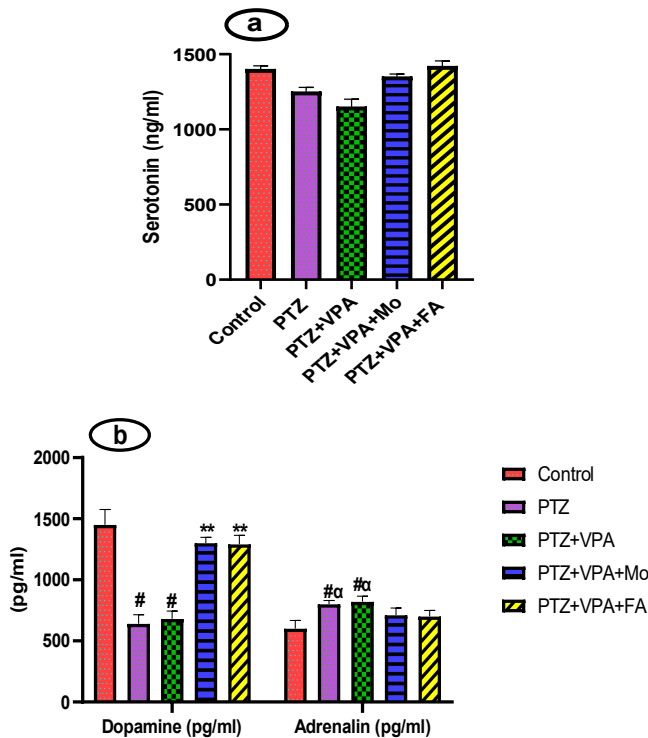 a
Serotonin (ng/ml)
1500
1000
500
0
Control
PTZ
PTZ+VPA
PTZ+VPA+Mo
PTZ+VPA+FA
b
(pg/ml)
2000
1500
1000
500
0
#
#
**
**
#α
#α
Dopamine (pg/ml)
Adrenalin (pg/ml)
Control
PTZ
PTZ+VPA
PTZ+VPA+Mo
PTZ+VPA+FA